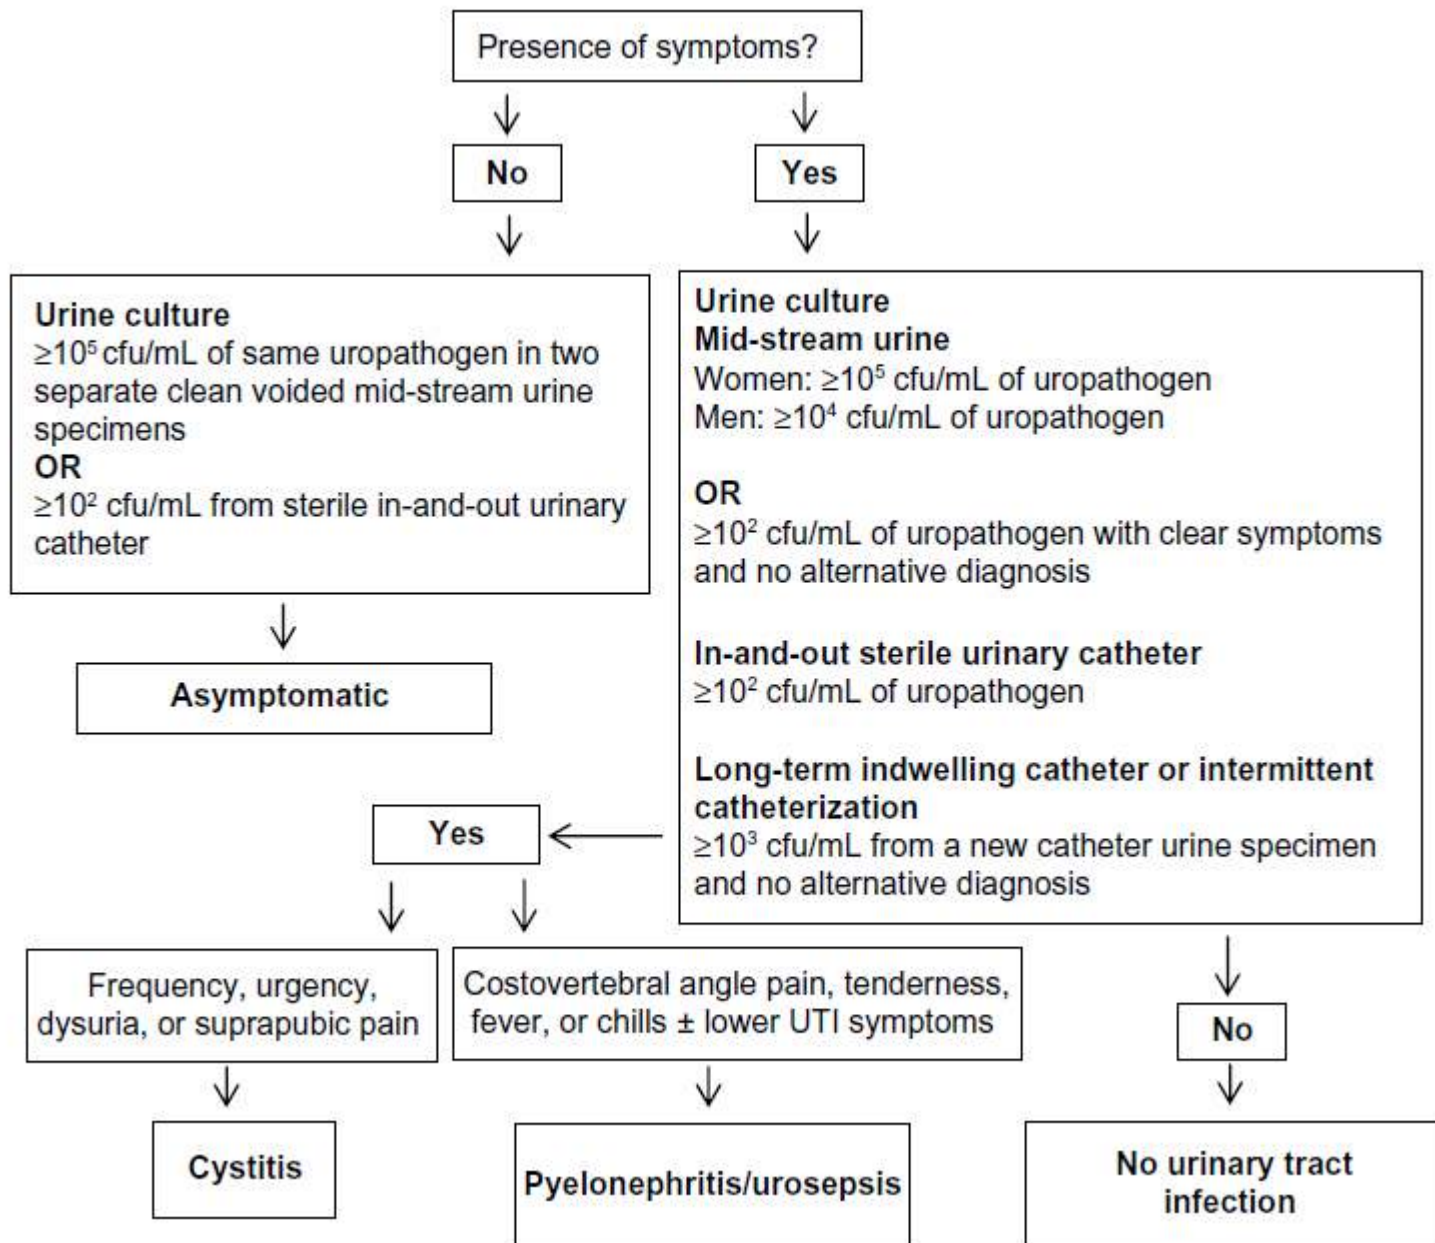 Presence of symptoms?
No
Yes
Urine culture
≥10⁵ cfu/mL of same uropathogen in two
separate clean voided mid-stream urine
specimens
OR
≥10² cfu/mL from sterile in-and-out urinary
catheter
Urine culture
Mid-stream urine
Women: ≥10⁵ cfu/mL of uropathogen
Men: ≥10⁴ cfu/mL of uropathogen
OR
≥10² cfu/mL of uropathogen with clear symptoms
and no alternative diagnosis
In-and-out sterile urinary catheter
≥10² cfu/mL of uropathogen
Long-term indwelling catheter or intermittent
catheterization
≥10³ cfu/mL from a new catheter urine specimen
and no alternative diagnosis
Asymptomatic
Yes
Frequency, urgency,
dysuria, or suprapubic pain
Costovertebral angle pain, tenderness,
fever, or chills ± lower UTI symptoms
No
Cystitis
Pyelonephritis/urosepsis
No urinary tract
infection